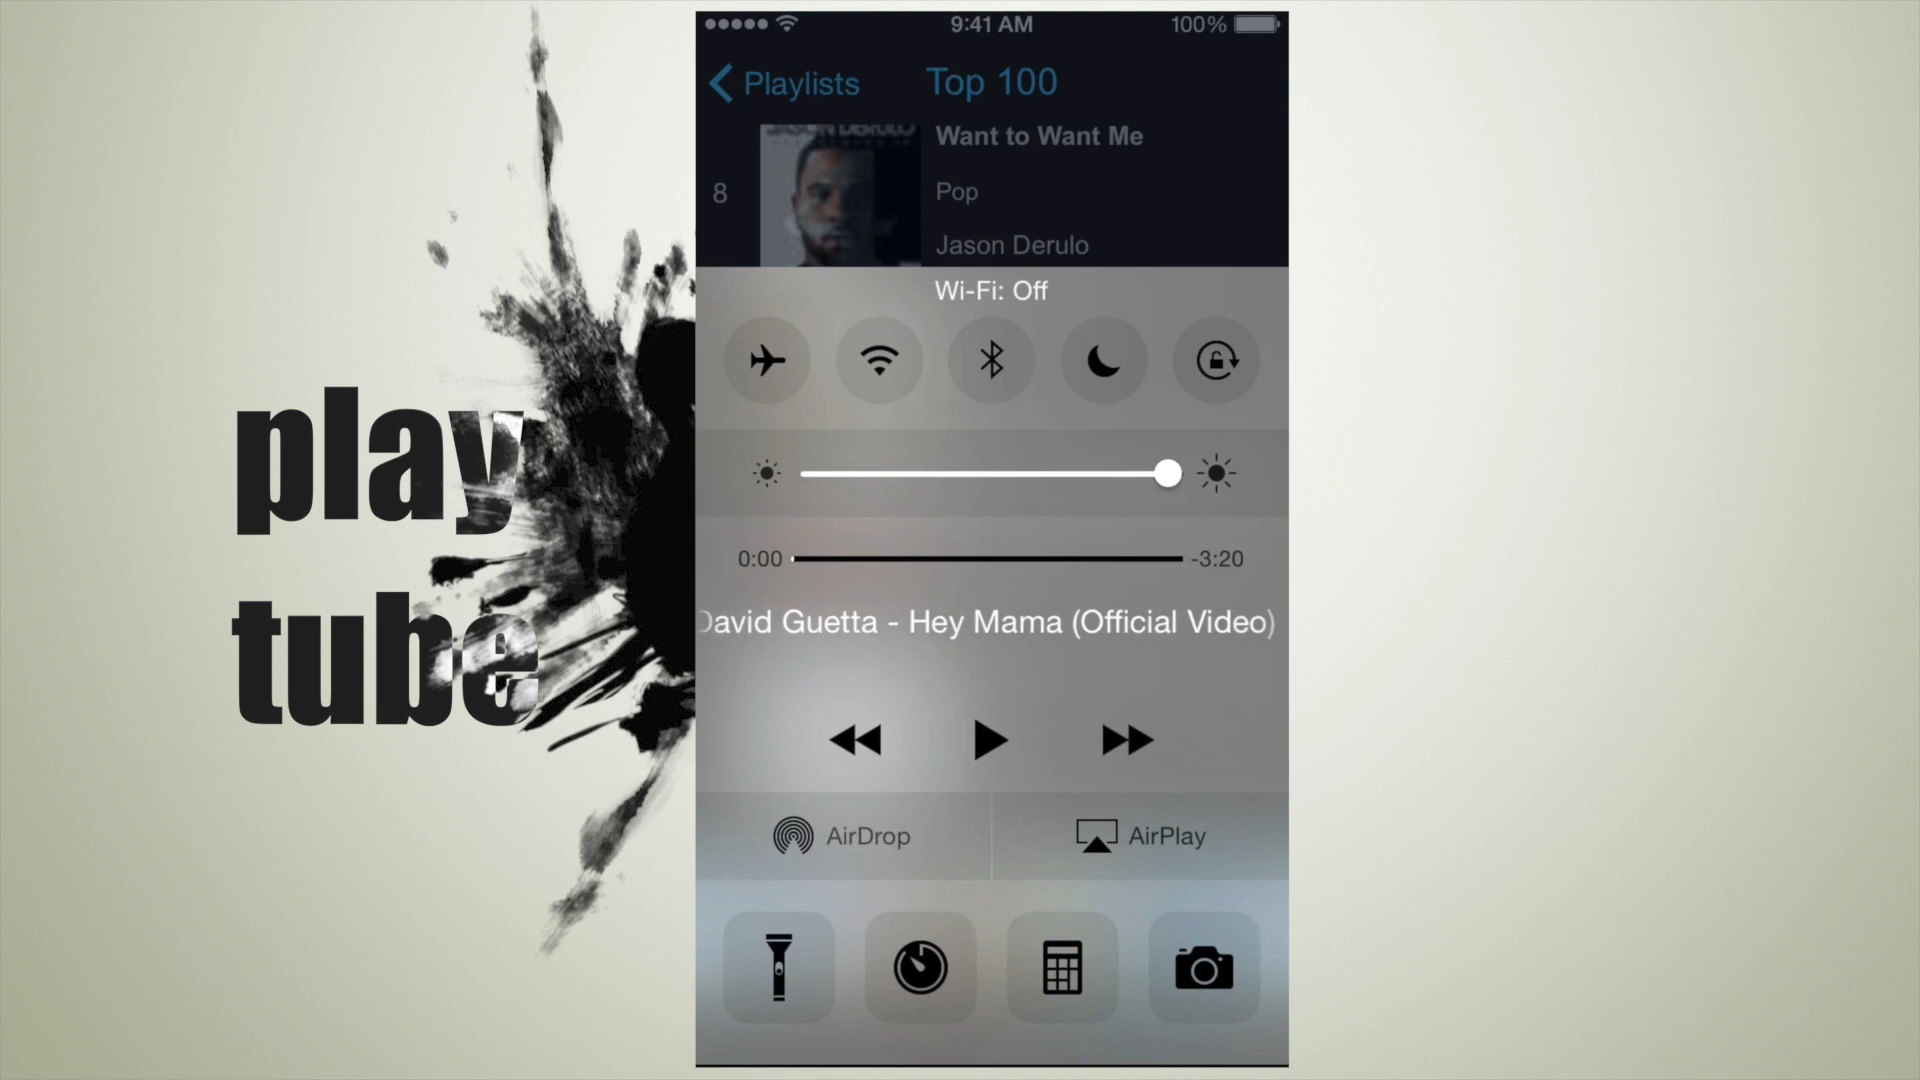 play
tube
9:41 AM
100%
Playlists
Top 100
Want to Want Me
8
Pop
Jason Derulo
Wi-Fi: Off
0:00
-3:20
David Guetta - Hey Mama (Official Video)
AirDrop
AirPlay